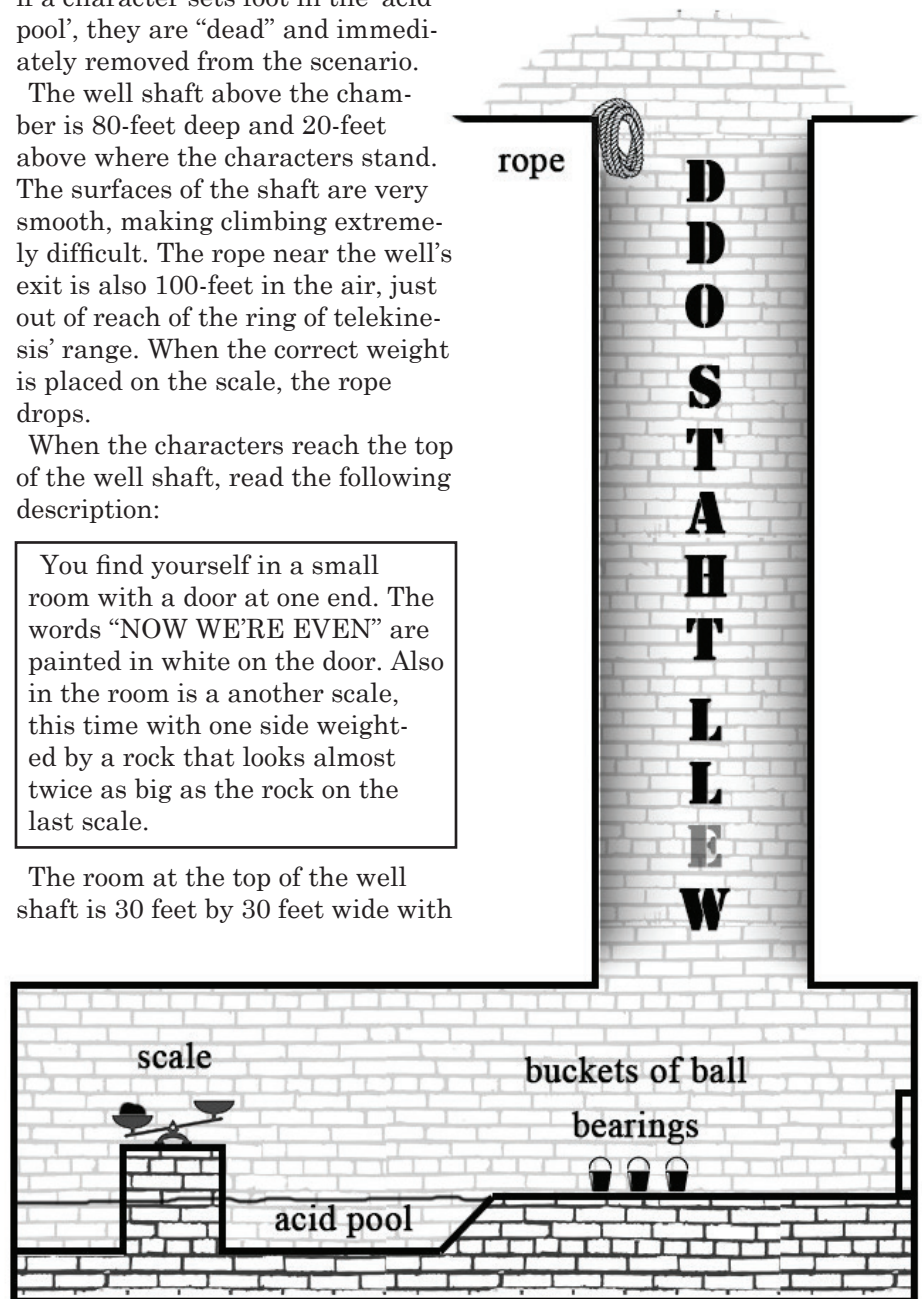 if a character sets foot in the ‘acid
pool’, they are “dead” and immedi-
ately removed from the scenario.
The well shaft above the cham-
ber is 80-feet deep and 20-feet
above where the characters stand.
The surfaces of the shaft are very
smooth, making climbing extreme-
ly difficult. The rope near the well’s
exit is also 100-feet in the air, just
out of reach of the ring of telekine-
sis’ range. When the correct weight
is placed on the scale, the rope
drops.
When the characters reach the top
of the well shaft, read the following
description:
You find yourself in a small
room with a door at one end. The
words “NOW WE’RE EVEN” are
painted in white on the door. Also
in the room is a another scale,
this time with one side weight-
ed by a rock that looks almost
twice as big as the rock on the
last scale.
The room at the top of the well
shaft is 30 feet by 30 feet wide with
rope
D
D
O
S
T
A
H
T
L
L
E
W
scale
buckets of ball
bearings
acid pool